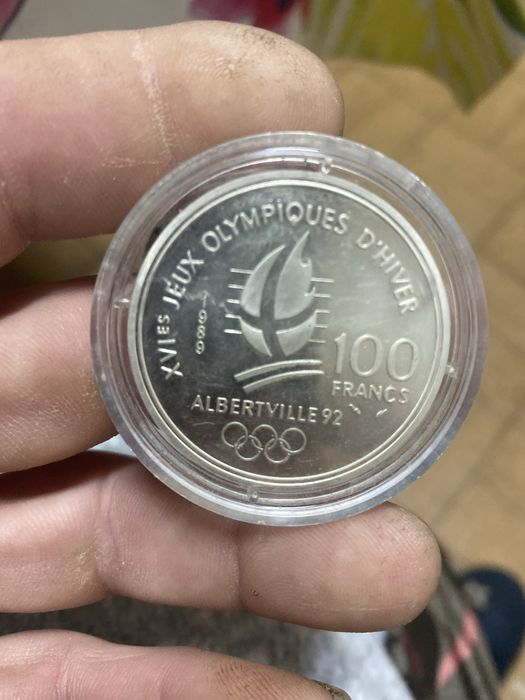 XVIES JEUX OLYMPIQUES D'HIVER
1989
100
FRANCS
ALBERTVILLE 92